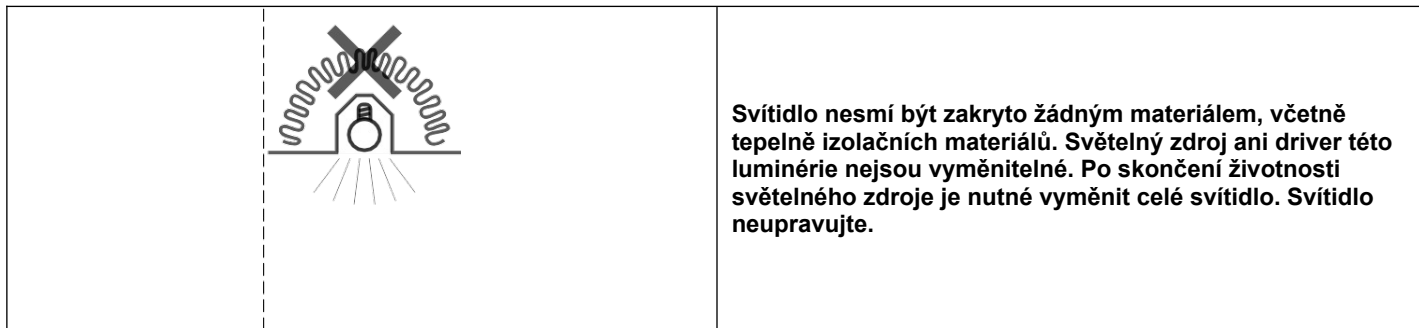 Svítidlo nesmí být zakryto žádným materiálem, včetně
tepelně izolačních materiálů. Světelný zdroj ani driver této
luminérie nejsou vyměnitelné. Po skončení životnosti
světelného zdroje je nutné vyměnit celé svítidlo. Svítidlo
neupravujte.